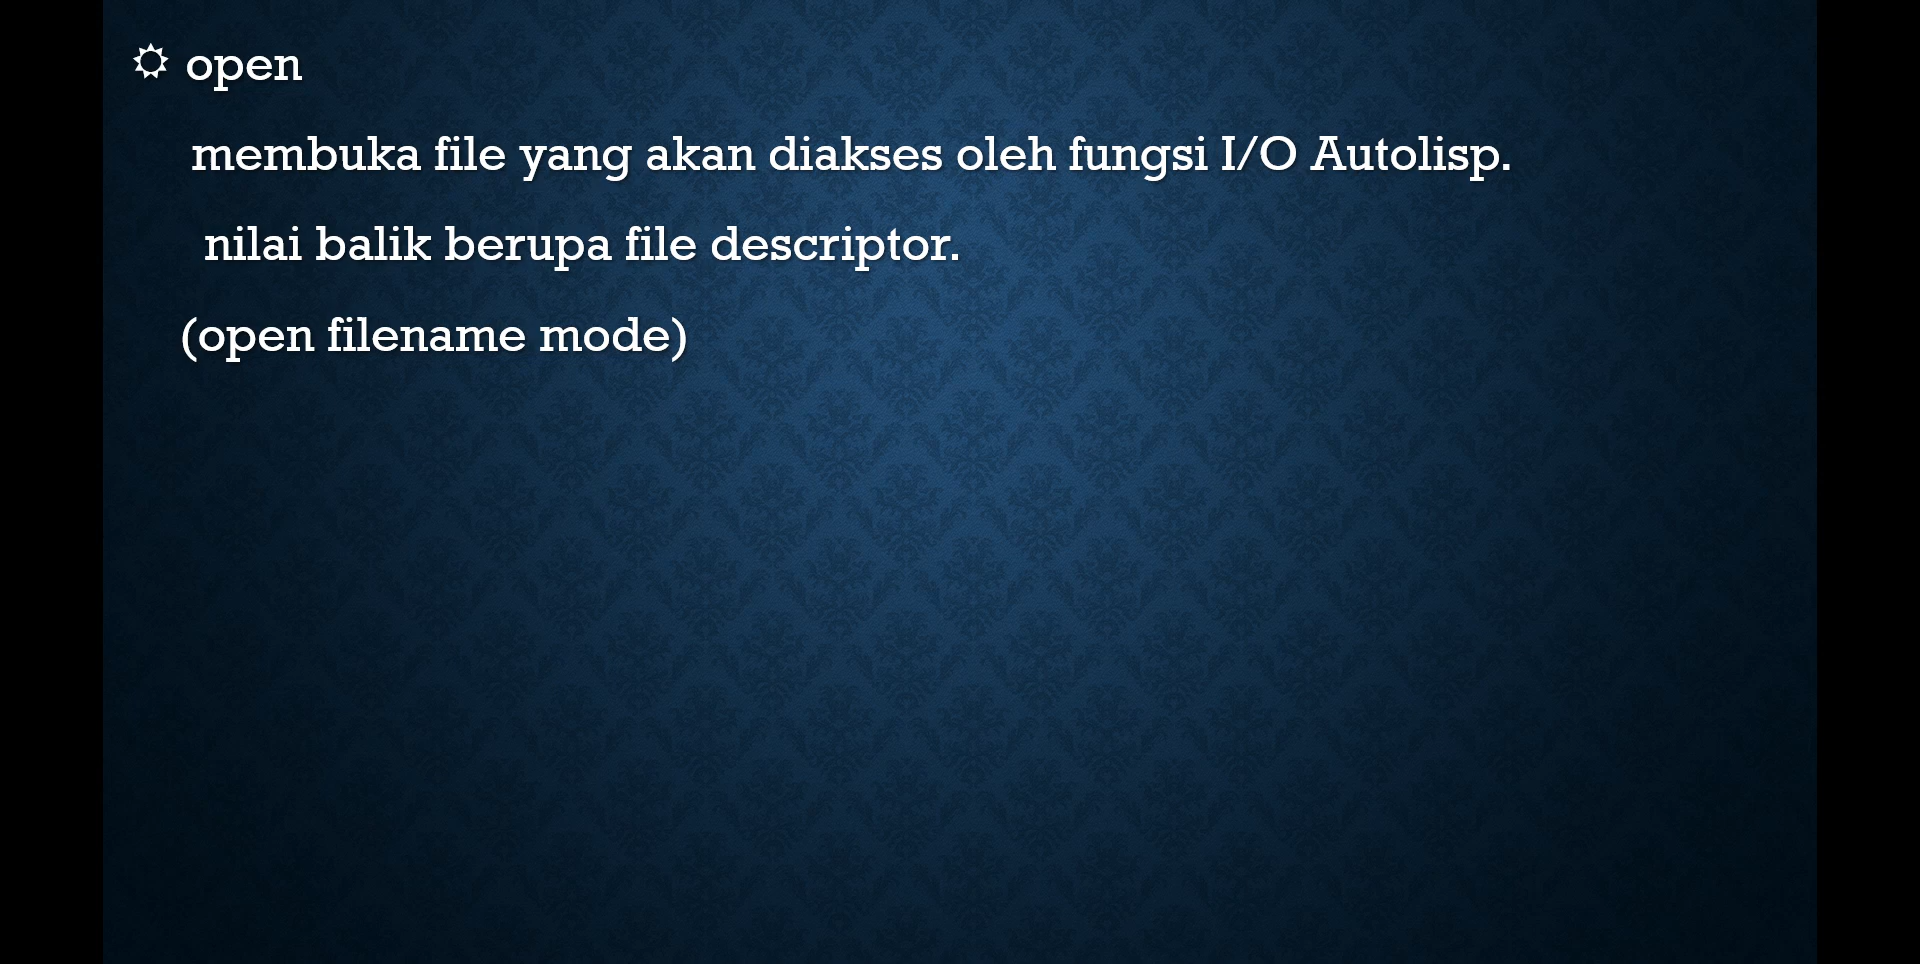 open
membuka file yang akan diakses oleh fungsi I/O Autolisp.
nilai balik berupa file descriptor.
(open filename mode)